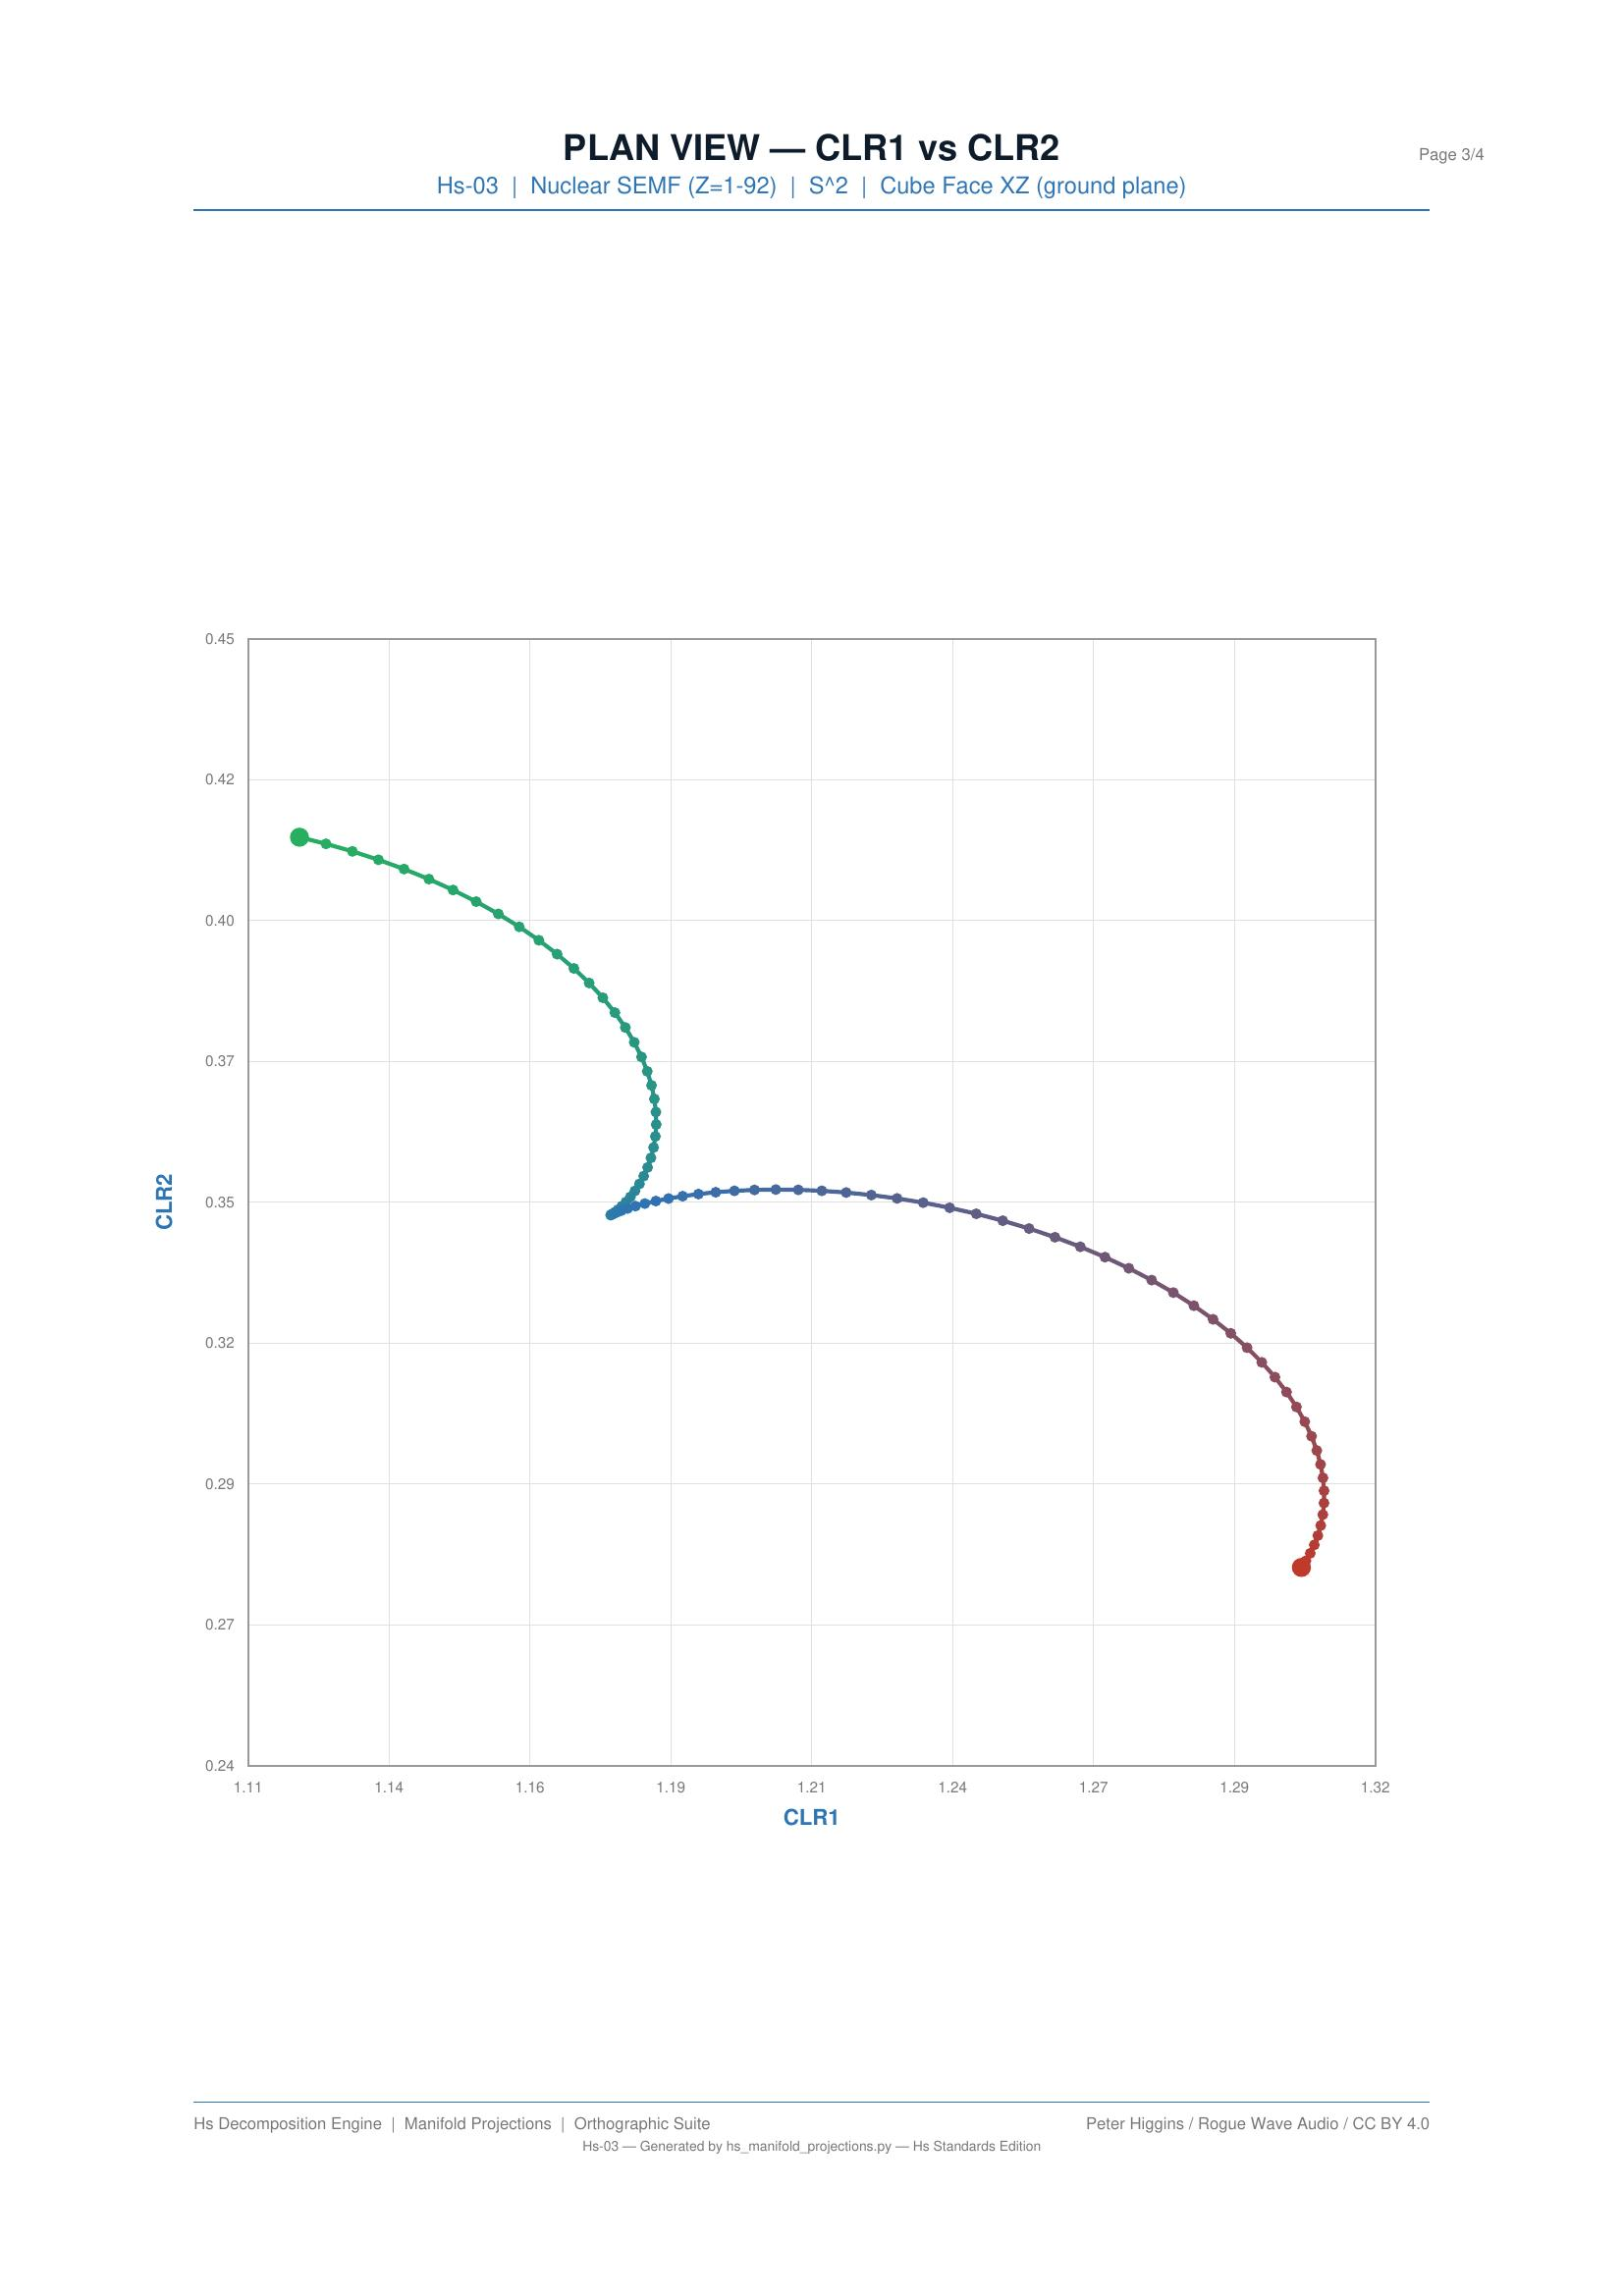 PLAN VIEW — CLR1 vs CLR2
Page 3/4
Hs-03 | Nuclear SEMF (Z=1-92) | S^2 | Cube Face XZ (ground plane)
0.45
0.42
0.40
0.37
0.35
0.32
0.29
0.27
0.24
CLR2
1.11 1.14 1.16 1.19 1.21 1.24 1.27 1.29 1.32
CLR1
Hs Decomposition Engine | Manifold Projections | Orthographic Suite
Peter Higgins / Rogue Wave Audio / CC BY 4.0
Hs-03 — Generated by hs_manifold_projections.py — Hs Standards Edition